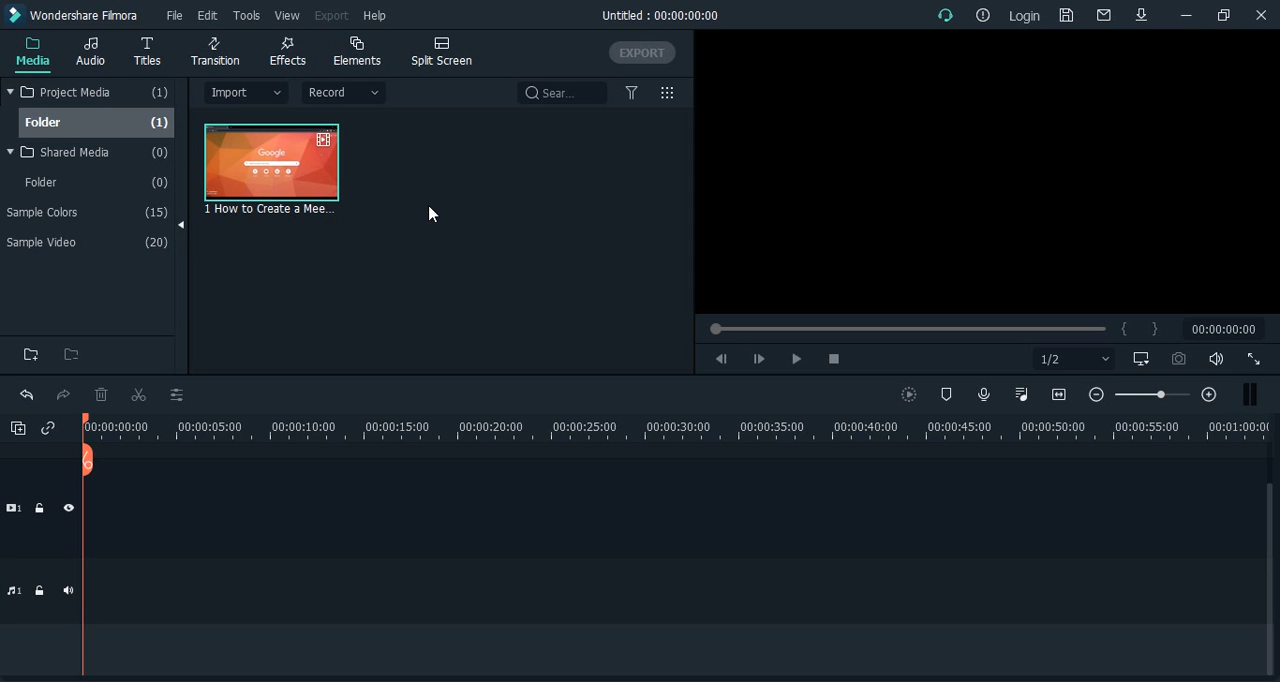 Wondershare Filmora File Edit Tools View Export Help Untitled : 00:00:00:00 Login
Media Audio Titles Transition Effects Elements Split Screen EXPORT
Project Media (1)
Folder (1)
Shared Media (0)
Folder (0)
Sample Colors (15)
Sample Video (20)
Import Record Sear...
Google
1 How to Create a Mee...
{ } 00:00:00:00
1/2
00:00:00:00 00:00:05:00 00:00:10:00 00:00:15:00 00:00:20:00 00:00:25:00 00:00:30:00 00:00:35:00 00:00:40:00 00:00:45:00 00:00:50:00 00:00:55:00 00:01:00:0
1
1